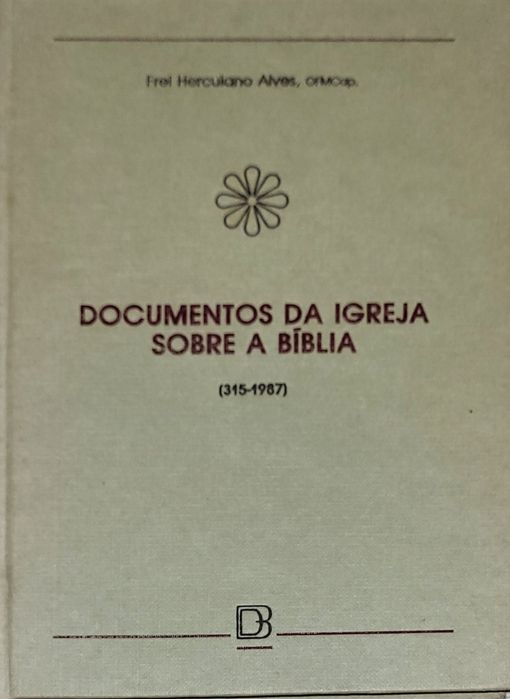 Frei Herculano Alves, OFMCap.
DOCUMENTOS DA IGREJA
SOBRE A BÍBLIA
(315-1987)
DB